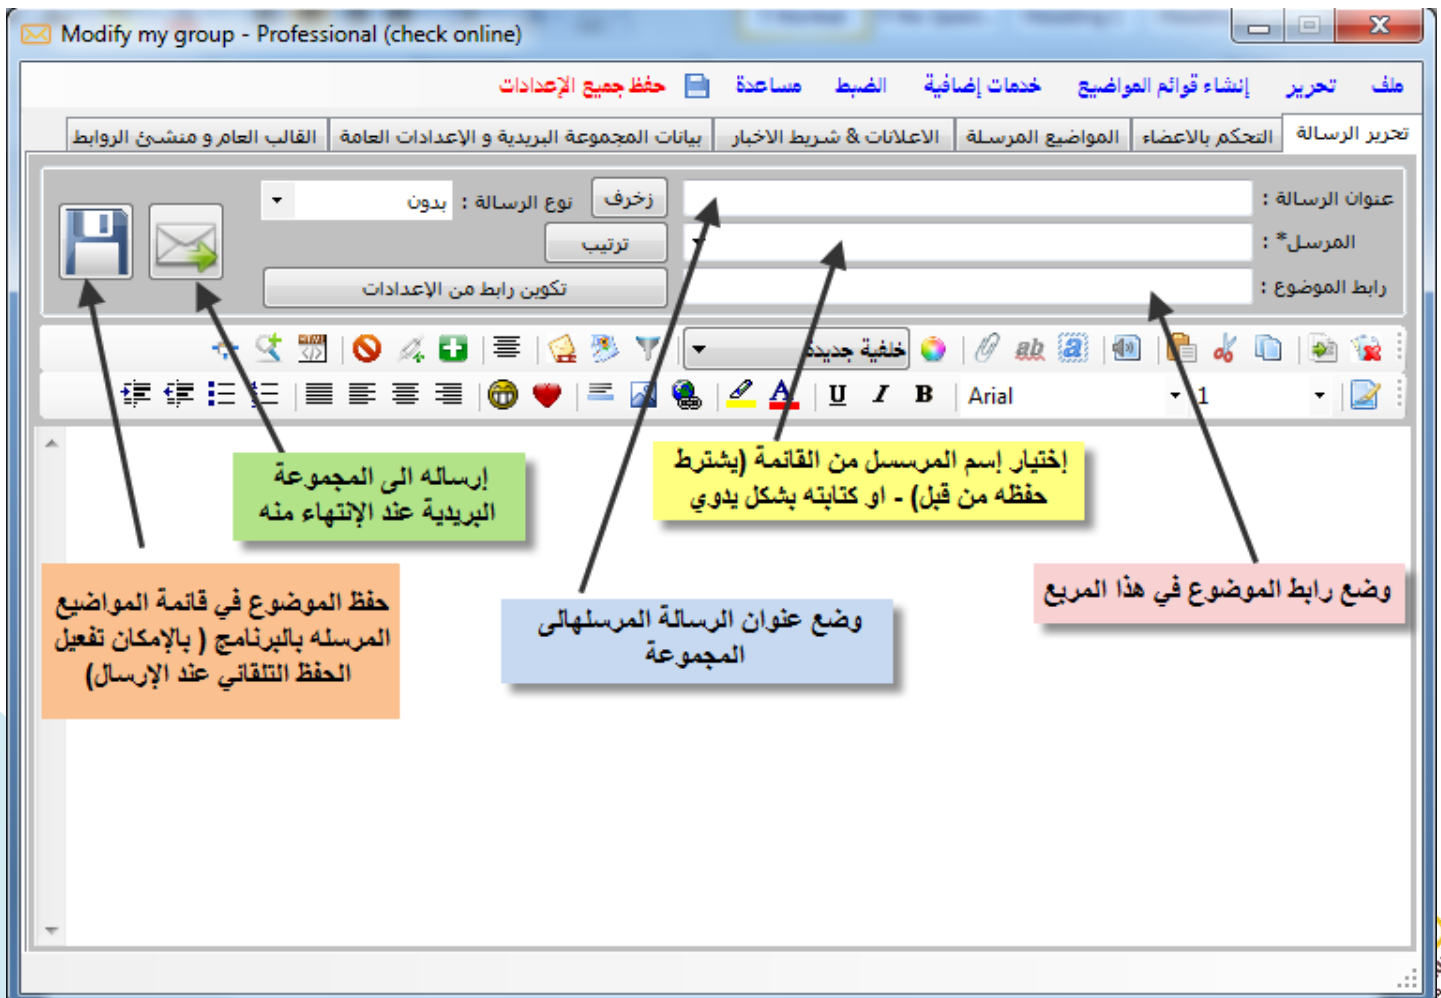 Modify my group - Professional (check online)
ملف تحرير إنشاء قوائم المواضيع خدمات إضافية الضبط مساعدة حفظ جميع الإعدادات
تحرير الرسالة التحكم بالاعضاء المواضيع المرسلة الاعلانات & شريط الاخبار بيانات المجموعة البريدية و الإعدادات العامة القالب العام و منشئ الروابط
عنوان الرسالة : زخرف نوع الرسالة : بدون
المرسل* : ترتيب
رابط الموضوع : تكوين رابط من الإعدادات
خلفية جديدة
1 Arial B I U A
إختيار إسم المرسسل من القائمة (يشترط
حفظه من قبل) - او كتابته بشكل يدوي
إرساله الى المجموعة
البريدية عند الإنتهاء منه
وضع رابط الموضوع في هذا المربع
وضع عنوان الرسالة المرسلهالى
المجموعة
حفظ الموضوع في قائمة المواضيع
المرسله بالبرنامج ( بالإمكان تفعيل
الحفظ التلقائي عند الإرسال)